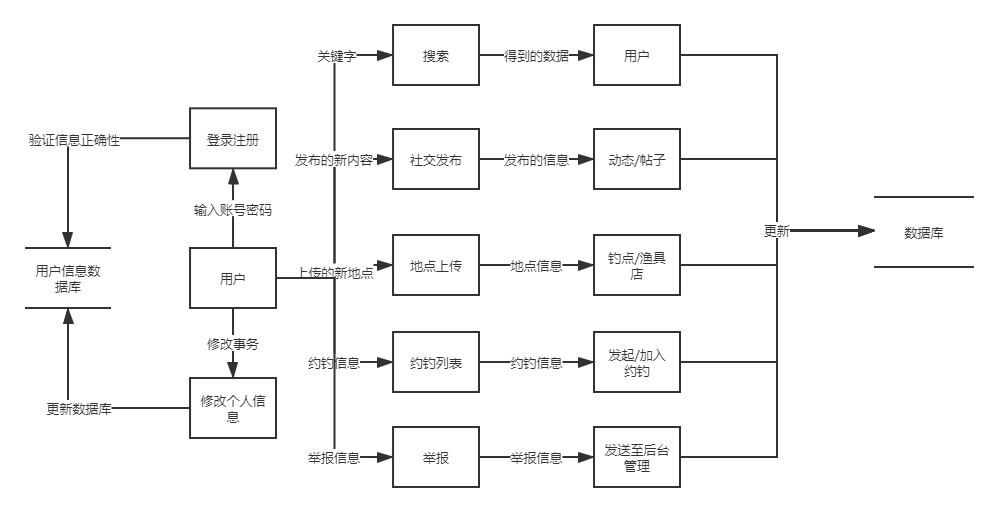 关键字
搜索
得到的数据
用户
验证信息正确性
登录注册
发布的新内容
社交发布
发布的信息
动态/帖子
输入账号密码
更新
数据库
用户信息数
据库
用户
上传的新地点
地点上传
地点信息
钓点/渔具
店
修改事务
约钓信息
约钓列表
约钓信息
发起/加入
约钓
更新数据库
修改个人信
息
举报信息
举报
举报信息
发送至后台
管理